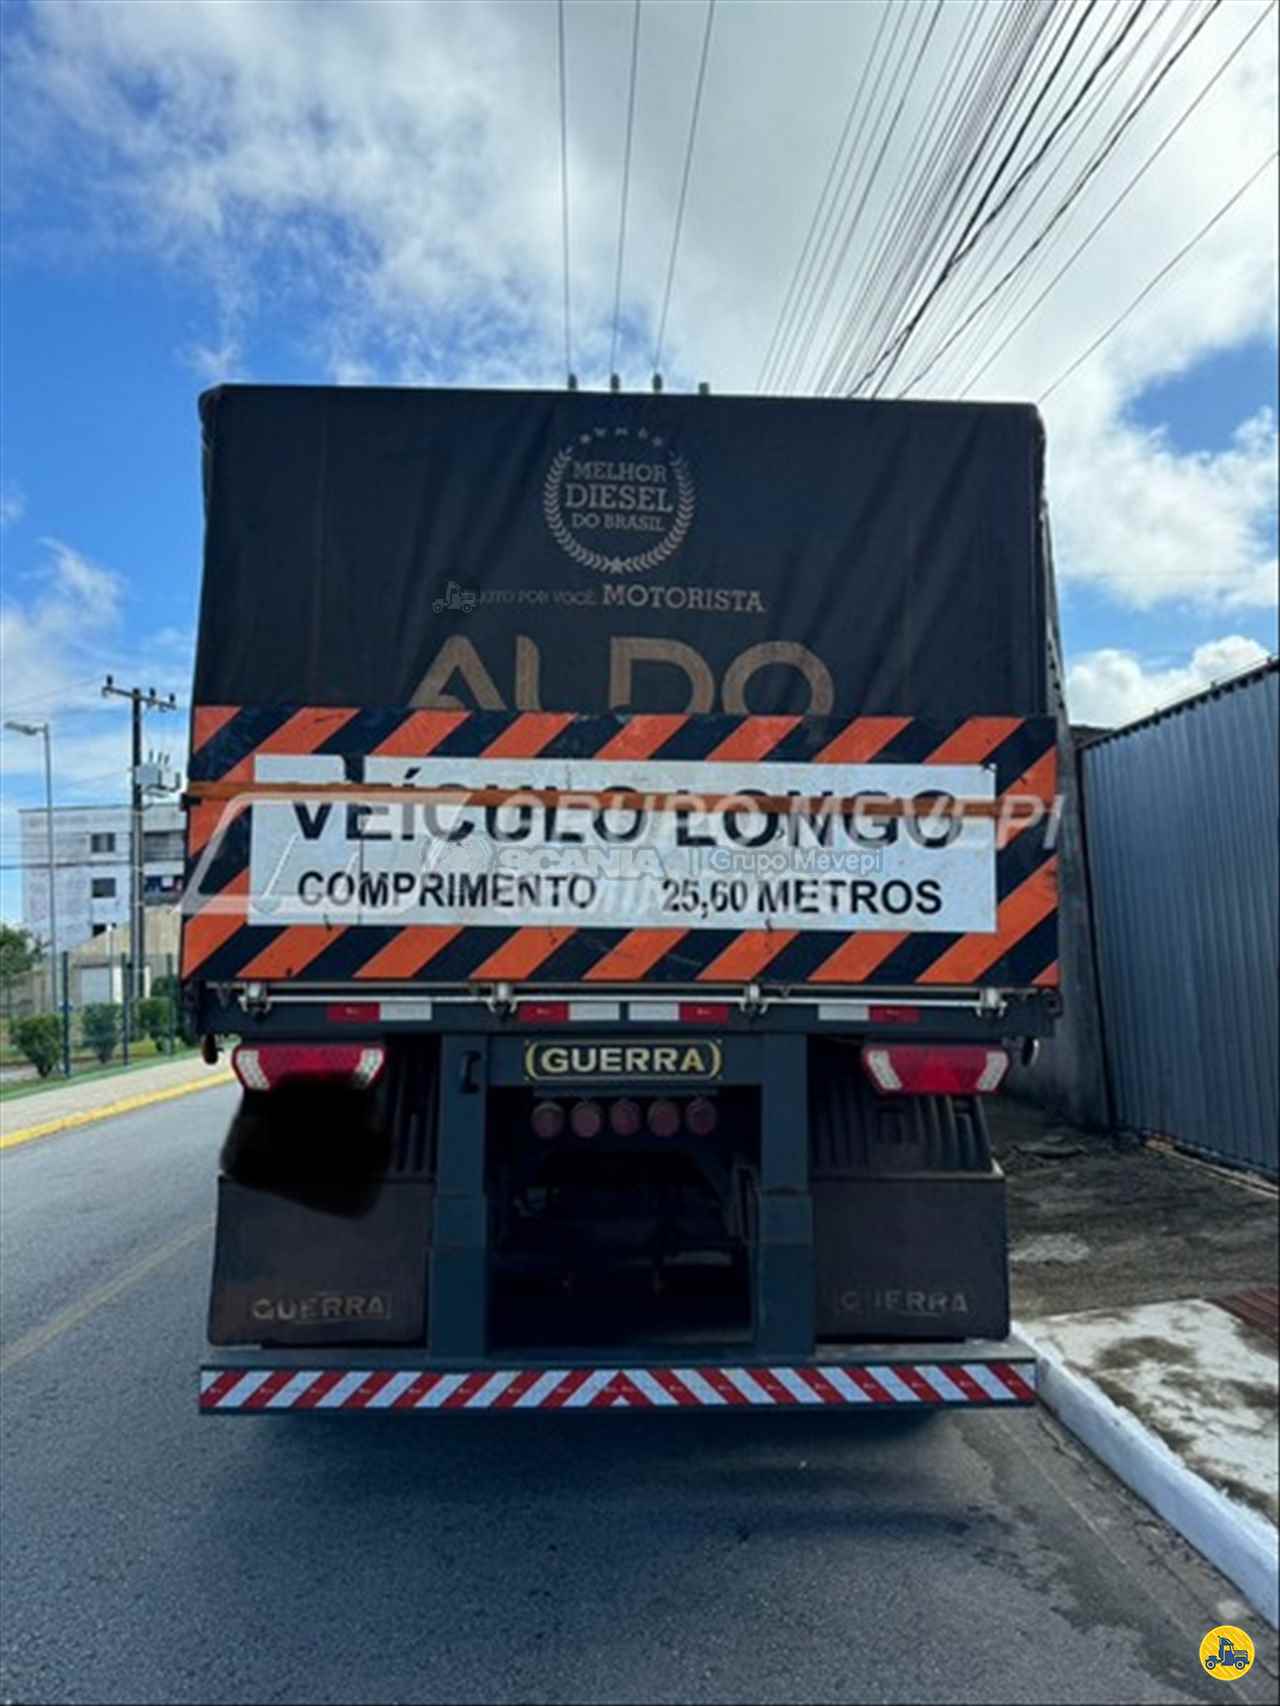 MELHOR
DIESEL
DO BRASIL
FEITO POR VOCÊ, MOTORISTA.
ALDO
VEÍCULO LONGO
GRUPO MEVEPI
SCANIA | Grupo Mevepi
COMPRIMENTO 25,60 METROS
GUERRA
GUERRA GUERRA